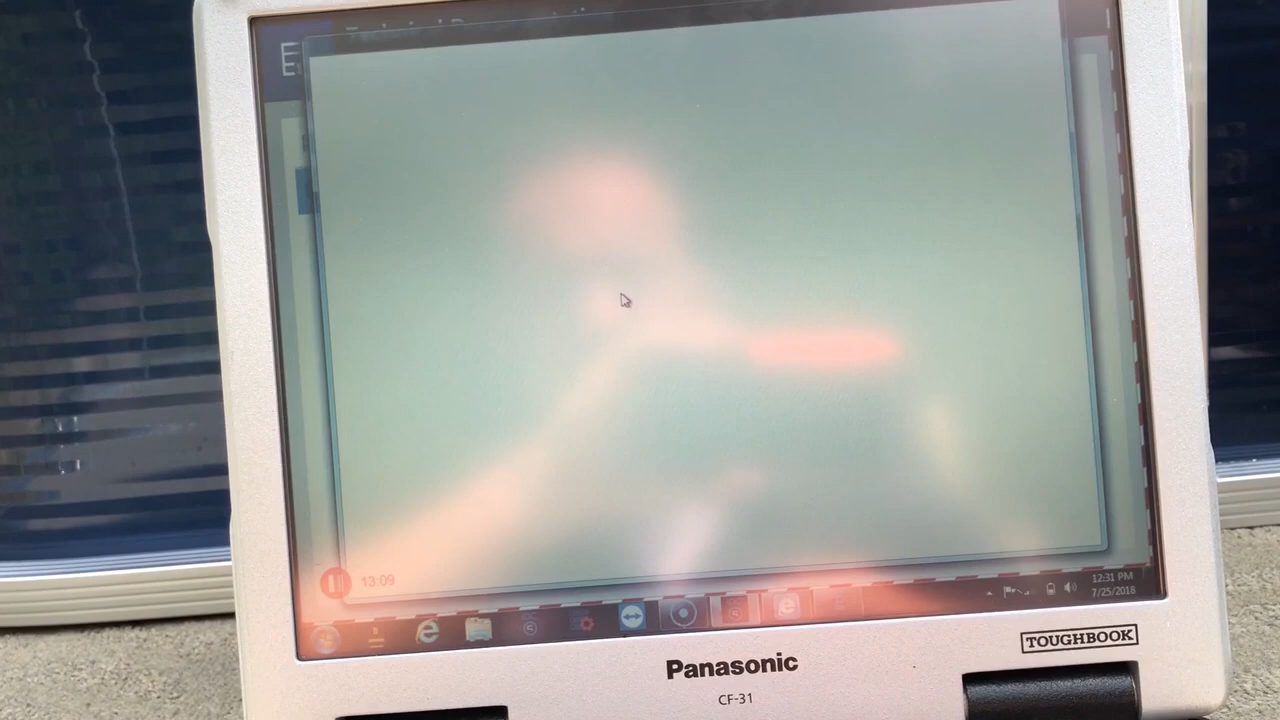 E
13:09
12:31 PM
7/25/2018
TOUGHBOOK
Panasonic
CF-31